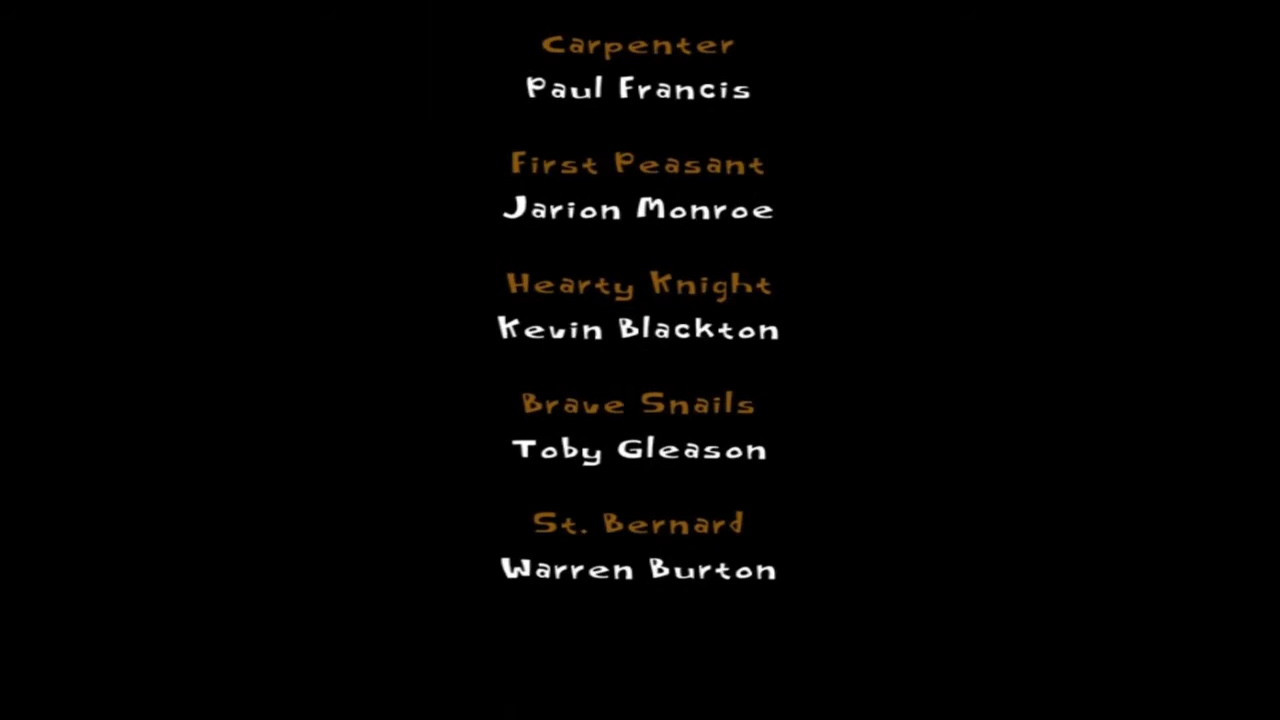 Carpenter
Paul Francis
First Peasant
Jarion Monroe
Hearty Knight
Kevin Blackton
Brave Snails
Toby Gleason
St. Bernard
Warren Burton